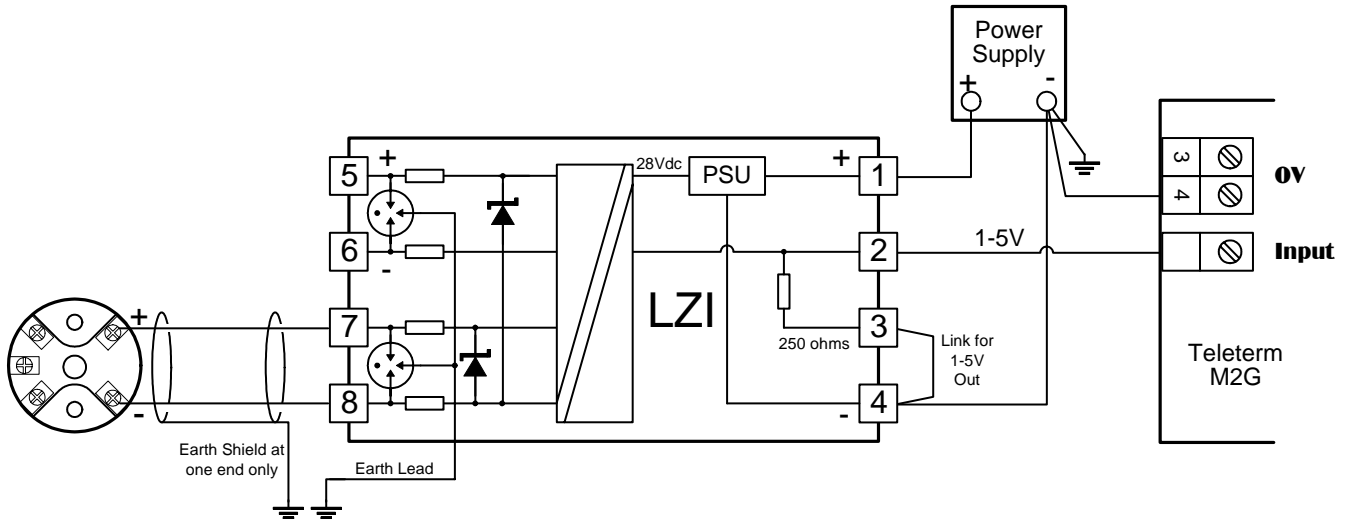 Power
Supply
+ -
5 + 28Vdc PSU + 1
6 - 2
1-5V
3
4
0V
Input
LZI
+ 7
- 8
250 ohms
3
Link for
1-5V
Out
- 4
Teleterm
M2G
Earth Shield at
one end only
Earth Lead